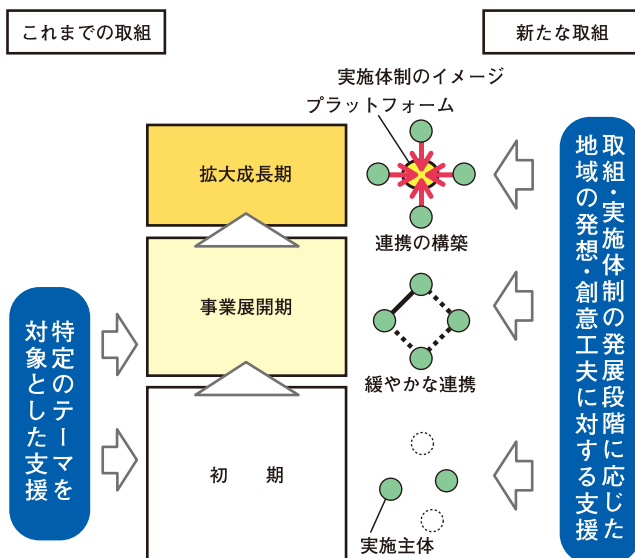 これまでの取組
新たな取組
実施体制のイメージ
プラットフォーム
拡大成長期
連携の構築
事業展開期
緩やかな連携
初　期
実施主体
特定のテーマを
対象とした支援
取組・実施体制の発展段階に応じた
地域の発想・創意工夫に対する支援